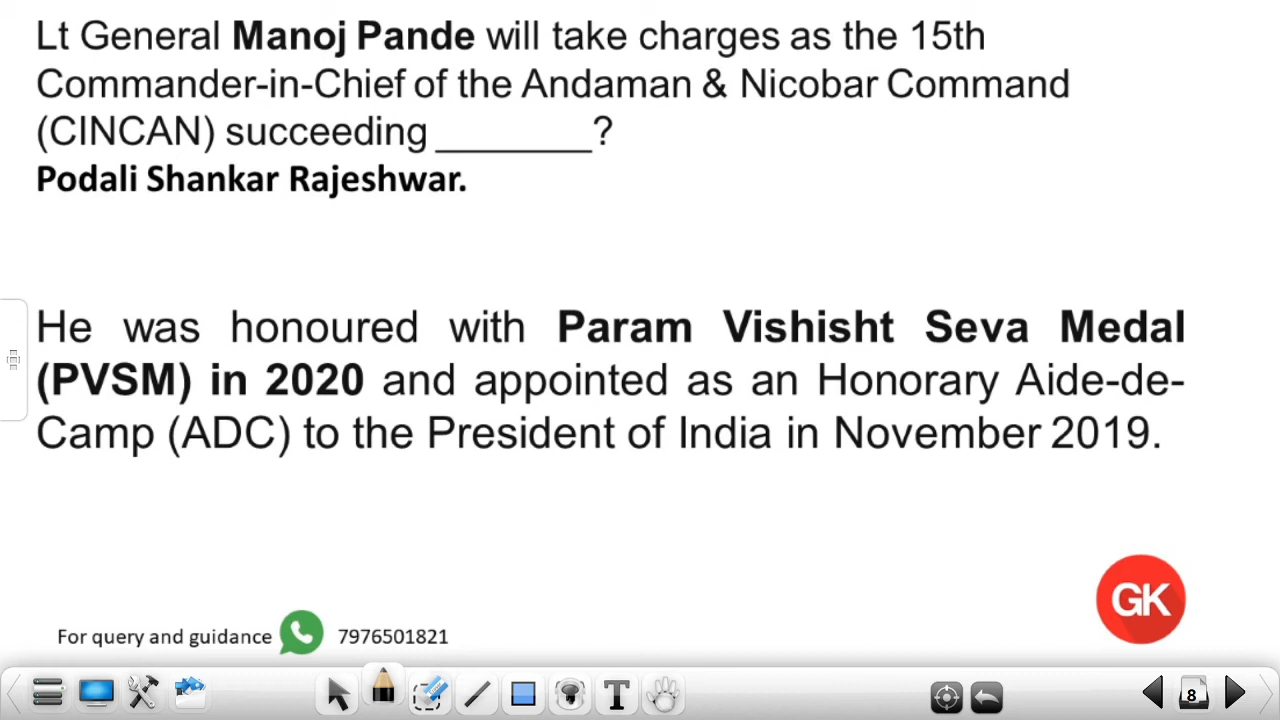 Lt General Manoj Pande will take charges as the 15th
Commander-in-Chief of the Andaman & Nicobar Command
(CINCAN) succeeding _______?
Podali Shankar Rajeshwar.
He was honoured with Param Vishisht Seva Medal
(PVSM) in 2020 and appointed as an Honorary Aide-de-
Camp (ADC) to the President of India in November 2019.
GK
For query and guidance 7976501821
T
8